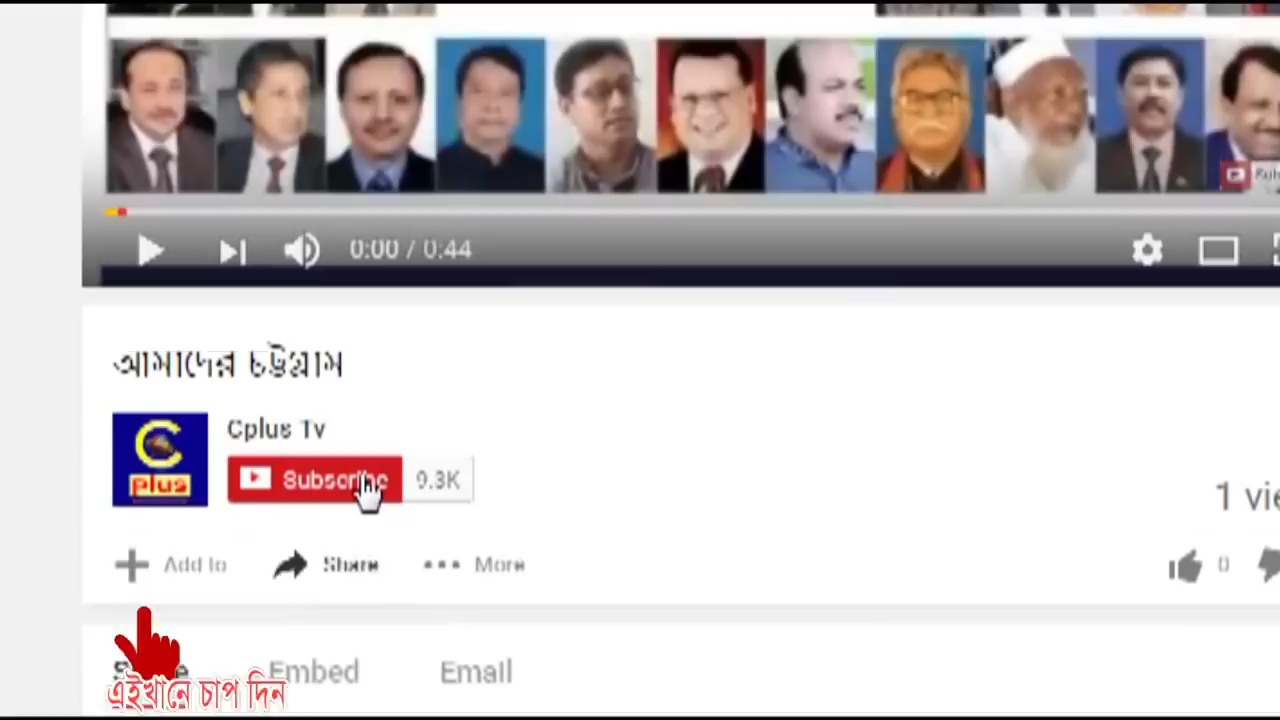 0:00 / 0:44
আমাদের চট্টগ্রাম
C
plus
Cplus Tv
Subscribe 9.3K
1
Add to Share More
0
Embed Email
এইখানে চাপ দিন